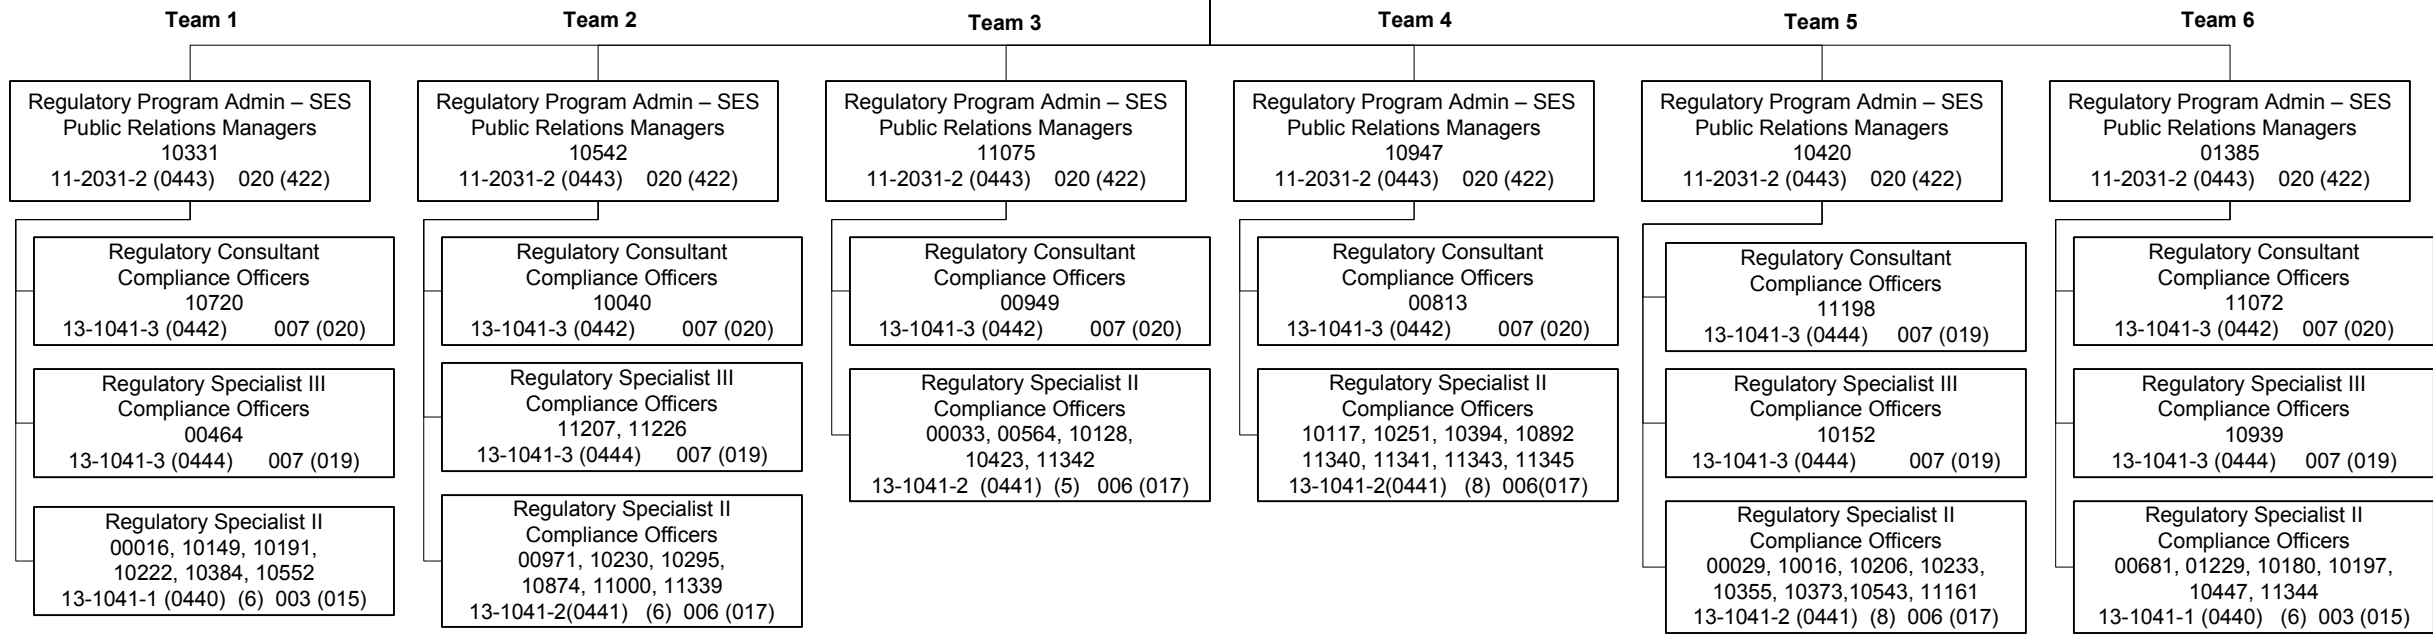 Team 1
Regulatory Program Admin – SES
Public Relations Managers
10331
11-2031-2 (0443) 020 (422)
Regulatory Consultant
Compliance Officers
10720
13-1041-3 (0442) 007 (020)
Regulatory Specialist III
Compliance Officers
00464
13-1041-3 (0444) 007 (019)
Regulatory Specialist II
00016, 10149, 10191,
10222, 10384, 10552
13-1041-1 (0440) (6) 003 (015)
Team 2
Regulatory Program Admin – SES
Public Relations Managers
10542
11-2031-2 (0443) 020 (422)
Regulatory Consultant
Compliance Officers
10040
13-1041-3 (0442) 007 (020)
Regulatory Specialist III
Compliance Officers
11207, 11226
13-1041-3 (0444) 007 (019)
Regulatory Specialist II
Compliance Officers
00971, 10230, 10295,
10874, 11000, 11339
13-1041-2(0441) (6) 006 (017)
Team 3
Regulatory Program Admin – SES
Public Relations Managers
11075
11-2031-2 (0443) 020 (422)
Regulatory Consultant
Compliance Officers
00949
13-1041-3 (0442) 007 (020)
Regulatory Specialist II
Compliance Officers
00033, 00564, 10128,
10423, 11342
13-1041-2 (0441) (5) 006 (017)
Team 4
Regulatory Program Admin – SES
Public Relations Managers
10947
11-2031-2 (0443) 020 (422)
Regulatory Consultant
Compliance Officers
00813
13-1041-3 (0442) 007 (020)
Regulatory Specialist II
Compliance Officers
10117, 10251, 10394, 10892
11340, 11341, 11343, 11345
13-1041-2(0441) (8) 006(017)
Team 5
Regulatory Program Admin – SES
Public Relations Managers
10420
11-2031-2 (0443) 020 (422)
Regulatory Consultant
Compliance Officers
11198
13-1041-3 (0444) 007 (019)
Regulatory Specialist III
Compliance Officers
10152
13-1041-3 (0444) 007 (019)
Regulatory Specialist II
Compliance Officers
00029, 10016, 10206, 10233,
10355, 10373,10543, 11161
13-1041-2 (0441) (8) 006 (017)
Team 6
Regulatory Program Admin – SES
Public Relations Managers
01385
11-2031-2 (0443) 020 (422)
Regulatory Consultant
Compliance Officers
11072
13-1041-3 (0442) 007 (020)
Regulatory Specialist III
Compliance Officers
10939
13-1041-3 (0444) 007 (019)
Regulatory Specialist II
Compliance Officers
00681, 01229, 10180, 10197,
10447, 11344
13-1041-1 (0440) (6) 003 (015)